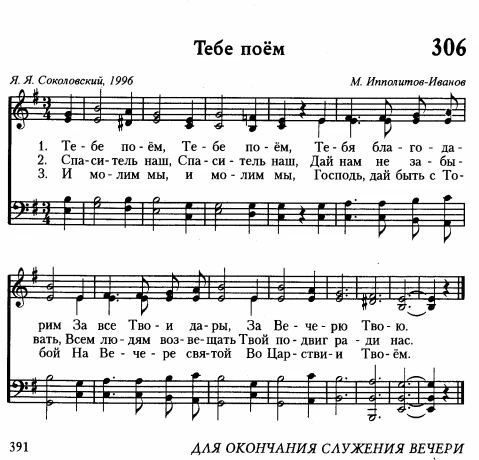 Тебе поём 306
Я. Я. Соколовский, 1996 М. Ипполитов-Иванов
3 4
1. Те - бе по - ём, Те - бе по - ём, Те - бя бла - го - да -
2. Спа - си - тель наш, Спа - си - тель наш, Дай нам не за - бы -
3. И мо - лим мы, и мо - лим мы, Господь, дай быть с То -
3 4
рим За все Тво - и да - ры, За Ве - че - рю Тво - ю.
вать, Всем лю - дям воз - ве - щать Твой по - двиг ра - ди нас.
бой На Ве - че - ре свя - той Во Цар - стви - и Тво - ём.
391 ДЛЯ ОКОНЧАНИЯ СЛУЖЕНИЯ ВЕЧЕРИ